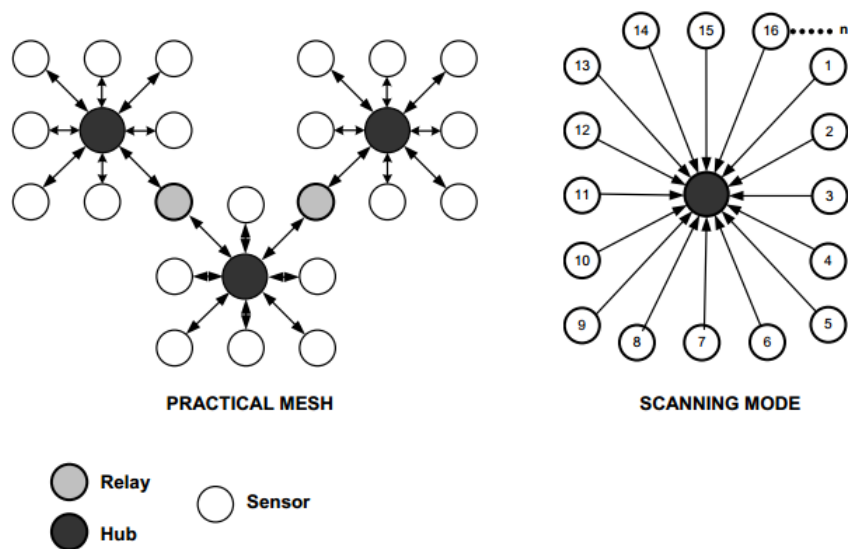 14
15
16
n
13
1
12
2
11
3
10
4
9
5
8
7
6
PRACTICAL MESH
SCANNING MODE
Relay
Sensor
Hub